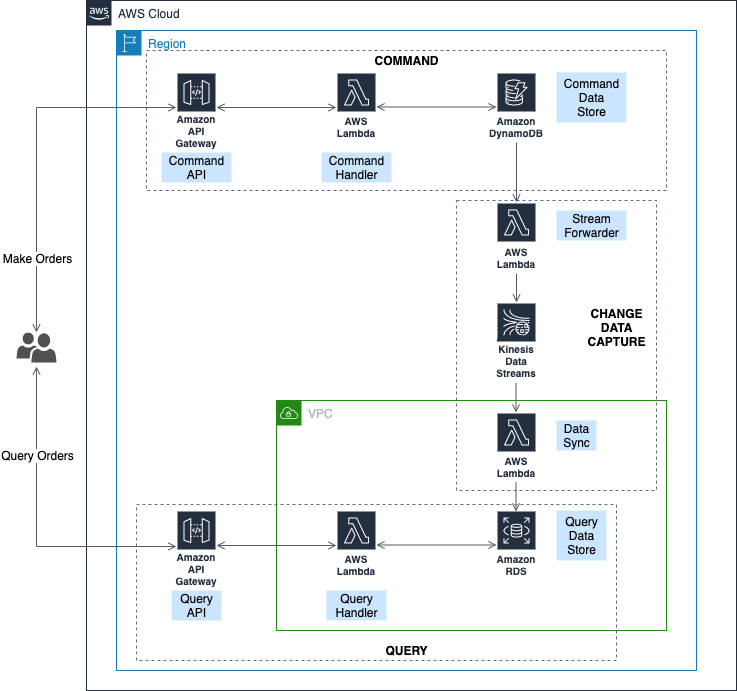 aws
AWS Cloud
Region
COMMAND
Amazon
API
Gateway
Command
API
AWS
Lambda
Command
Handler
Amazon
DynamoDB
Command
Data
Store
Make Orders
AWS
Lambda
Stream
Forwarder
Kinesis
Data
Streams
CHANGE
DATA
CAPTURE
VPC
AWS
Lambda
Data
Sync
Query Orders
Amazon
API
Gateway
Query
API
AWS
Lambda
Query
Handler
Amazon
RDS
Query
Data
Store
QUERY